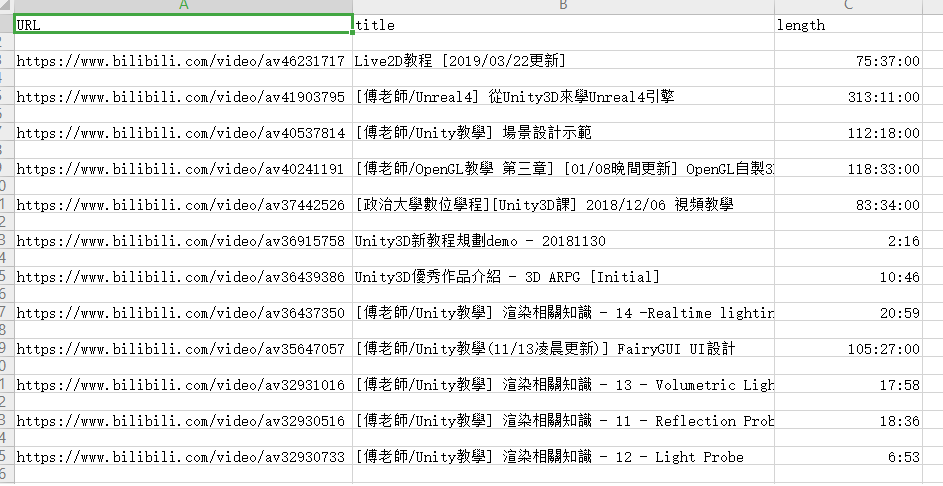 A B C
URL title length
https://www.bilibili.com/video/av46231717 Live2D教程 [2019/03/22更新] 75:37:00
https://www.bilibili.com/video/av41903795 [傅老師/Unreal4] 從Unity3D來學Unreal4引擎 313:11:00
https://www.bilibili.com/video/av40537814 [傅老師/Unity教學] 場景設計示範 112:18:00
https://www.bilibili.com/video/av40241191 [傅老師/OpenGL教學 第三章] [01/08晚間更新] OpenGL自製3 118:33:00
https://www.bilibili.com/video/av37442526 [政治大學數位學程][Unity3D課] 2018/12/06 視頻教學 83:34:00
https://www.bilibili.com/video/av36915758 Unity3D新教程規劃demo - 20181130 2:16
https://www.bilibili.com/video/av36439386 Unity3D優秀作品介紹 - 3D ARPG [Initial] 10:46
https://www.bilibili.com/video/av36437350 [傅老師/Unity教學] 渲染相關知識 - 14 -Realtime lightin 20:59
https://www.bilibili.com/video/av35647057 [傅老師/Unity教學(11/13凌晨更新)] FairyGUI UI設計 105:27:00
https://www.bilibili.com/video/av32931016 [傅老師/Unity教學] 渲染相關知識 - 13 - Volumetric Ligh 17:58
https://www.bilibili.com/video/av32930516 [傅老師/Unity教學] 渲染相關知識 - 11 - Reflection Prob 18:36
https://www.bilibili.com/video/av32930733 [傅老師/Unity教學] 渲染相關知識 - 12 - Light Probe 6:53